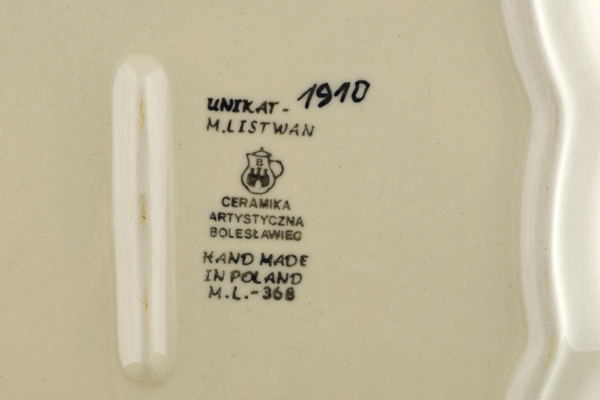 UNIKAT - 1910
M.LISTWAN
B
CERAMIKA
ARTYSTYCZNA
BOLESŁAWIEC
HAND MADE
IN POLAND
M.L.-368